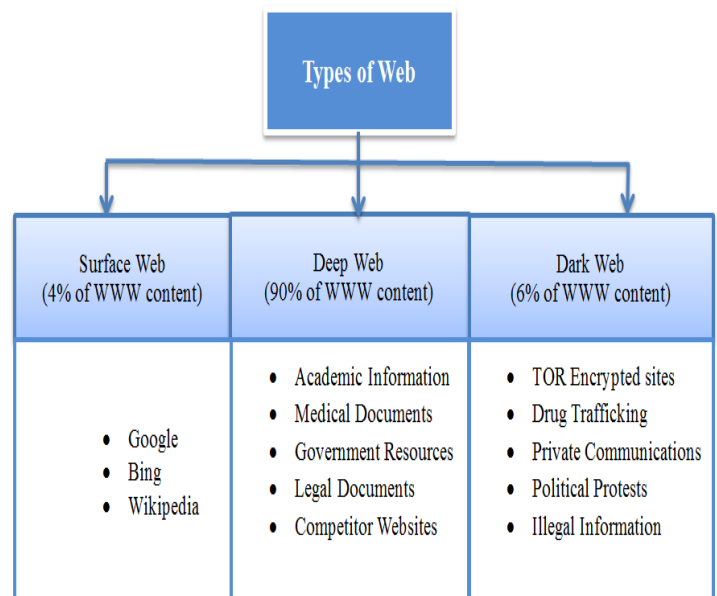 Types of Web
Surface Web
(4% of WWW content)
Deep Web
(90% of WWW content)
Dark Web
(6% of WWW content)
• Google
• Bing
• Wikipedia
• Academic Information
• Medical Documents
• Government Resources
• Legal Documents
• Competitor Websites
• TOR Encrypted sites
• Drug Trafficking
• Private Communications
• Political Protests
• Illegal Information